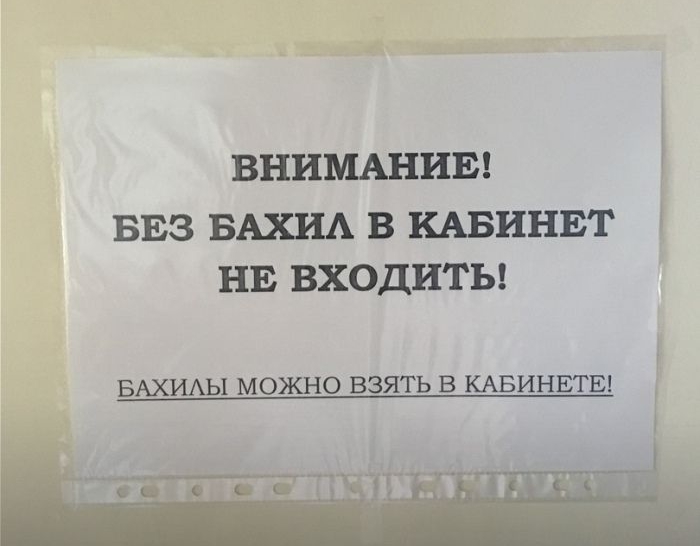 ВНИМАНИЕ!
БЕЗ БАХИЛ В КАБИНЕТ
НЕ ВХОДИТЬ!
БАХИЛЫ МОЖНО ВЗЯТЬ В КАБИНЕТЕ!